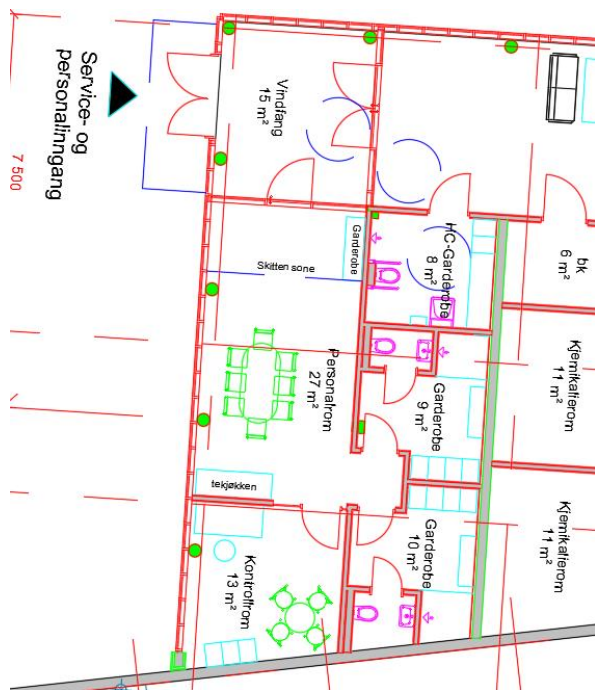 Service- og
personalinngang
7 500
Vindfang
15 m²
Garderobe
Skitten sone
HC-Garderobe
8 m²
bk
6 m²
Personalrom
27 m²
Garderobe
9 m²
Kjemikalierom
11 m²
tekjøkken
Garderobe
10 m²
Kjemikalierom
11 m²
Kontrollrom
13 m²